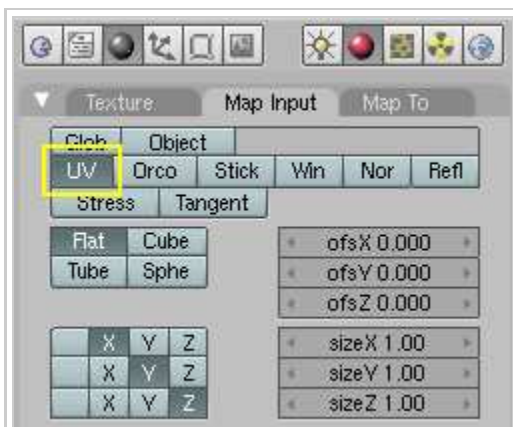 Texture Map Input Map To
Glob Object
UV Orco Stick Win Nor Refl
Stress Tangent
Flat Cube
Tube Sphe
ofsX 0.000
ofsY 0.000
ofsZ 0.000
X Y Z
X Y Z
X Y Z
sizeX 1.00
sizeY 1.00
sizeZ 1.00